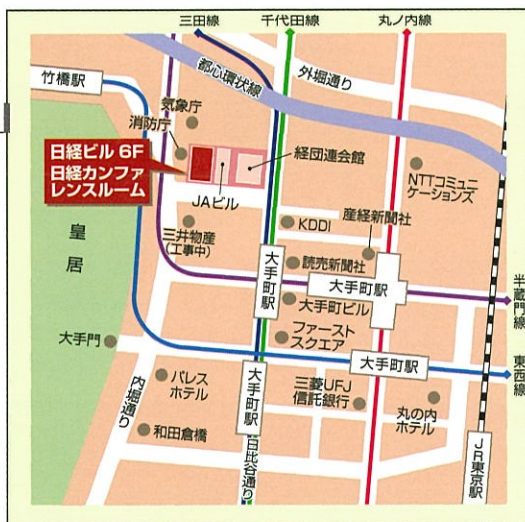 三田線
千代田線
丸ノ内線
竹橋駅
都心環状線
外堀通り
気象庁
消防庁
日経ビル 6F
日経カンファ
レンスルーム
経団連会館
JAビル
NTTコミュニ
ケーションズ
KDDI
産経新聞社
三井物産
(工事中)
皇居
読売新聞社
大手町駅
大手町駅
半蔵門線
大手町ビル
ファースト
スクエア
大手門
大手町駅
東西線
パレス
ホテル
内堀通り
大手町駅
三菱UFJ
信託銀行
丸の内
ホテル
和田倉橋
日比谷通り
JR東京駅